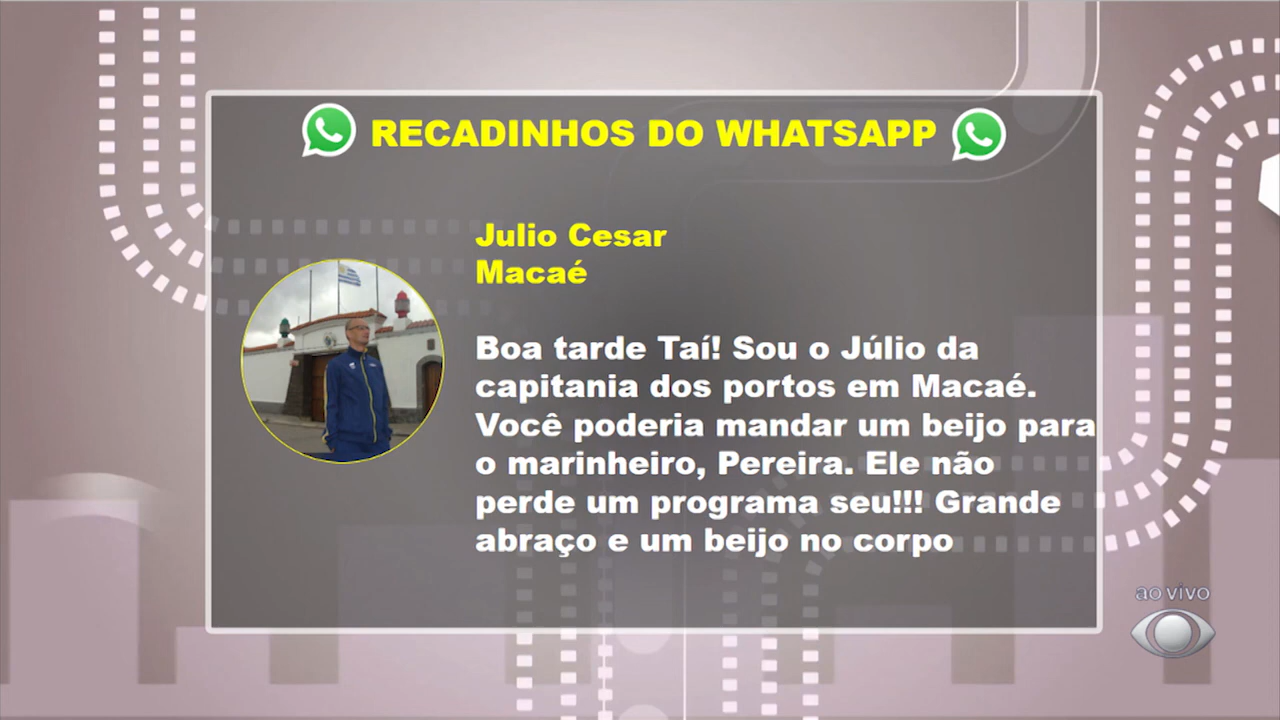 RECADINHOS DO WHATSAPP
Julio Cesar
Macaé
Boa tarde Taí! Sou o Júlio da
capitania dos portos em Macaé.
Você poderia mandar um beijo para
o marinheiro, Pereira. Ele não
perde um programa seu!!! Grande
abraço e um beijo no corpo
ao vivo